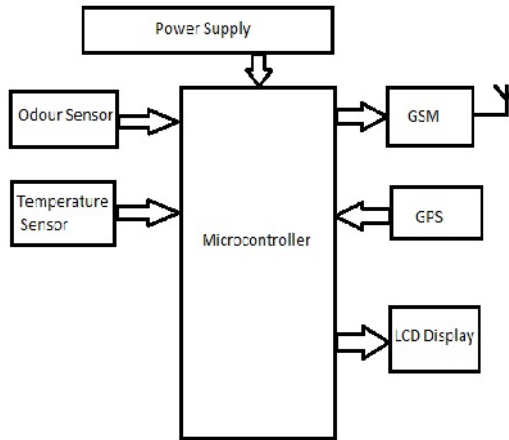 Power Supply
Odour Sensor
GSM
Temperature
Sensor
GPS
Microcontroller
LCD Display